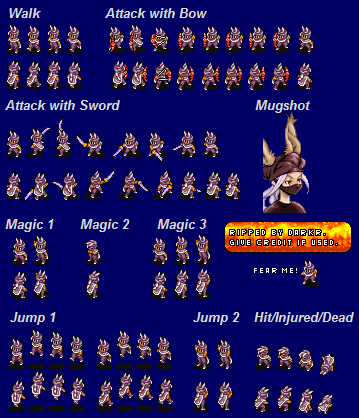 Walk
Attack with Bow
Attack with Sword
Mugshot
Magic 1
Magic 2
Magic 3
RIPPED BY DARKR.
GIVE CREDIT IF USED.
FEAR ME!
Jump 1
Jump 2
Hit/Injured/Dead